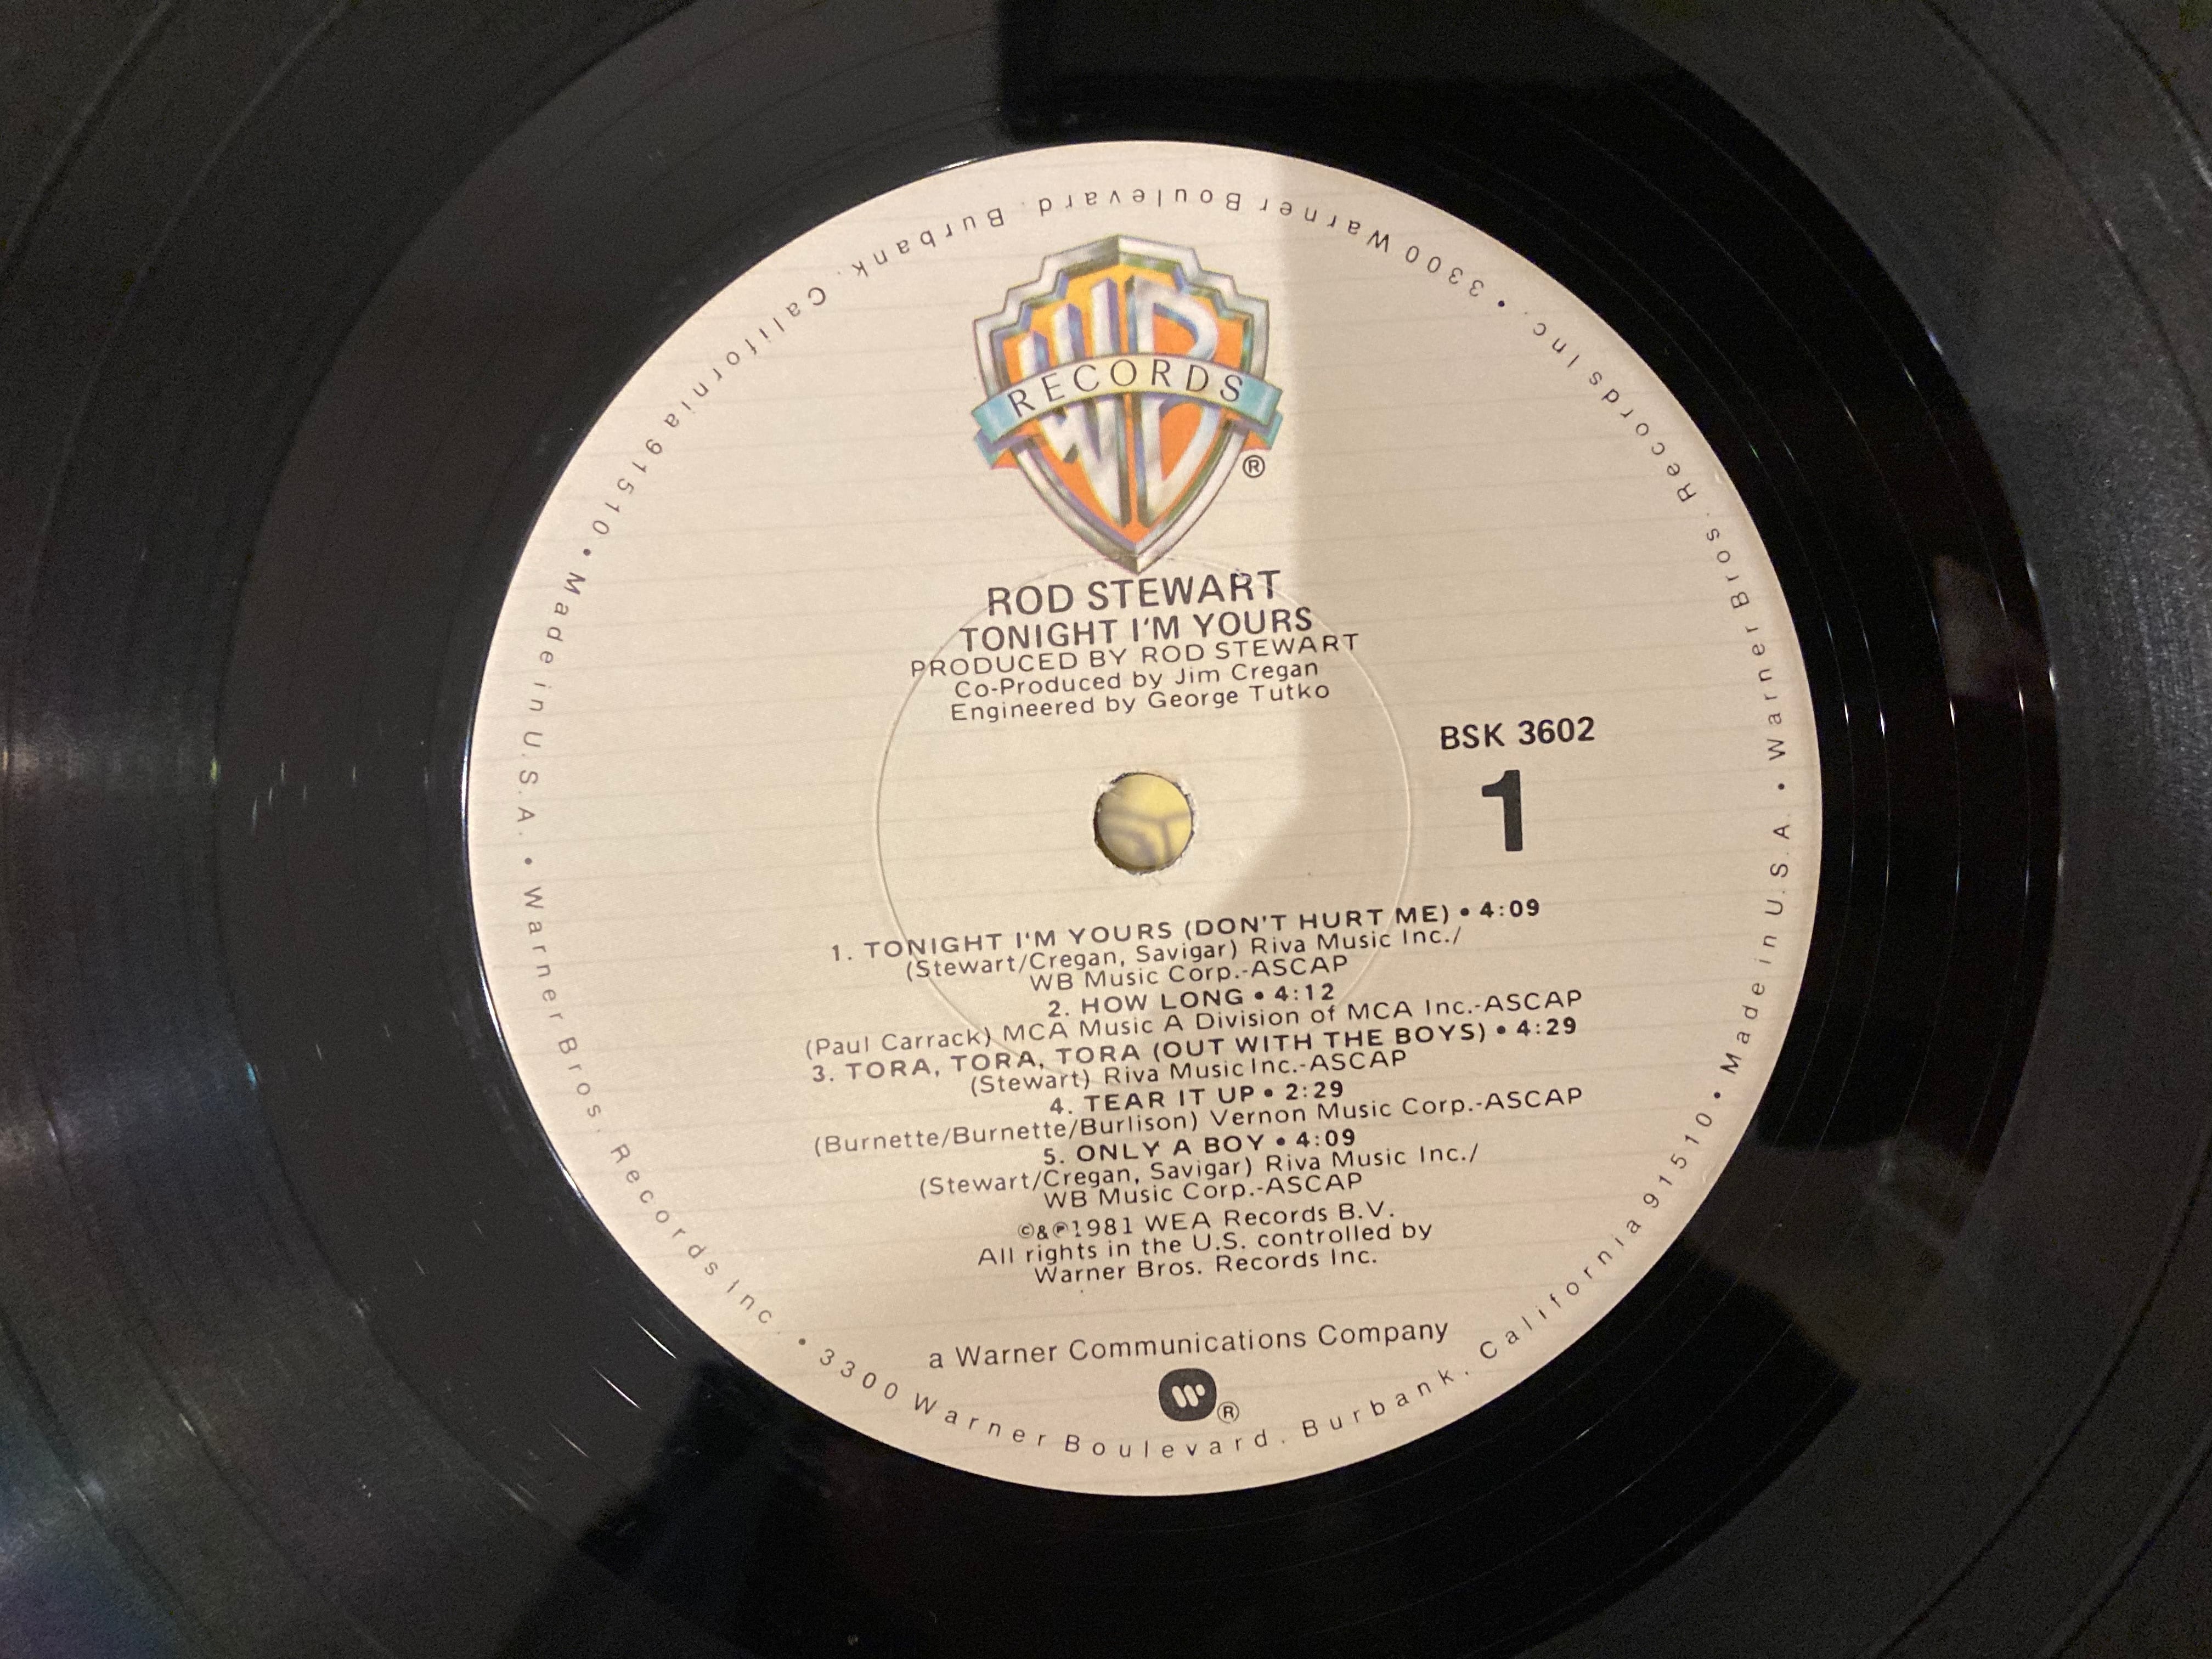 WB
RECORDS
®
ROD STEWART
TONIGHT I'M YOURS
PRODUCED BY ROD STEWART
Co-Produced by Jim Cregan
Engineered by George Tutko
BSK 3602
1
1. TONIGHT I'M YOURS (DON'T HURT ME) • 4:09
(Stewart/Cregan, Savigar) Riva Music Inc./
WB Music Corp.-ASCAP
2. HOW LONG • 4:12
(Paul Carrack) MCA Music A Division of MCA Inc.-ASCAP
3. TORA, TORA, TORA (OUT WITH THE BOYS) • 4:29
(Stewart) Riva Music Inc.-ASCAP
4. TEAR IT UP • 2:29
(Burnette/Burnette/Burlison) Vernon Music Corp.-ASCAP
5. ONLY A BOY • 4:09
(Stewart/Cregan, Savigar) Riva Music Inc./
WB Music Corp.-ASCAP
©&℗1981 WEA Records B.V.
All rights in the U.S. controlled by
Warner Bros. Records Inc.
a Warner Communications Company
W®
Warner Bros. Records Inc. • 3300 Warner Boulevard. Burbank. California 91510 • Made in U.S.A. • Warner Bros. Records Inc. • 3300 Warner Boulevard. Burbank. California 91510 • Made in U.S.A. •